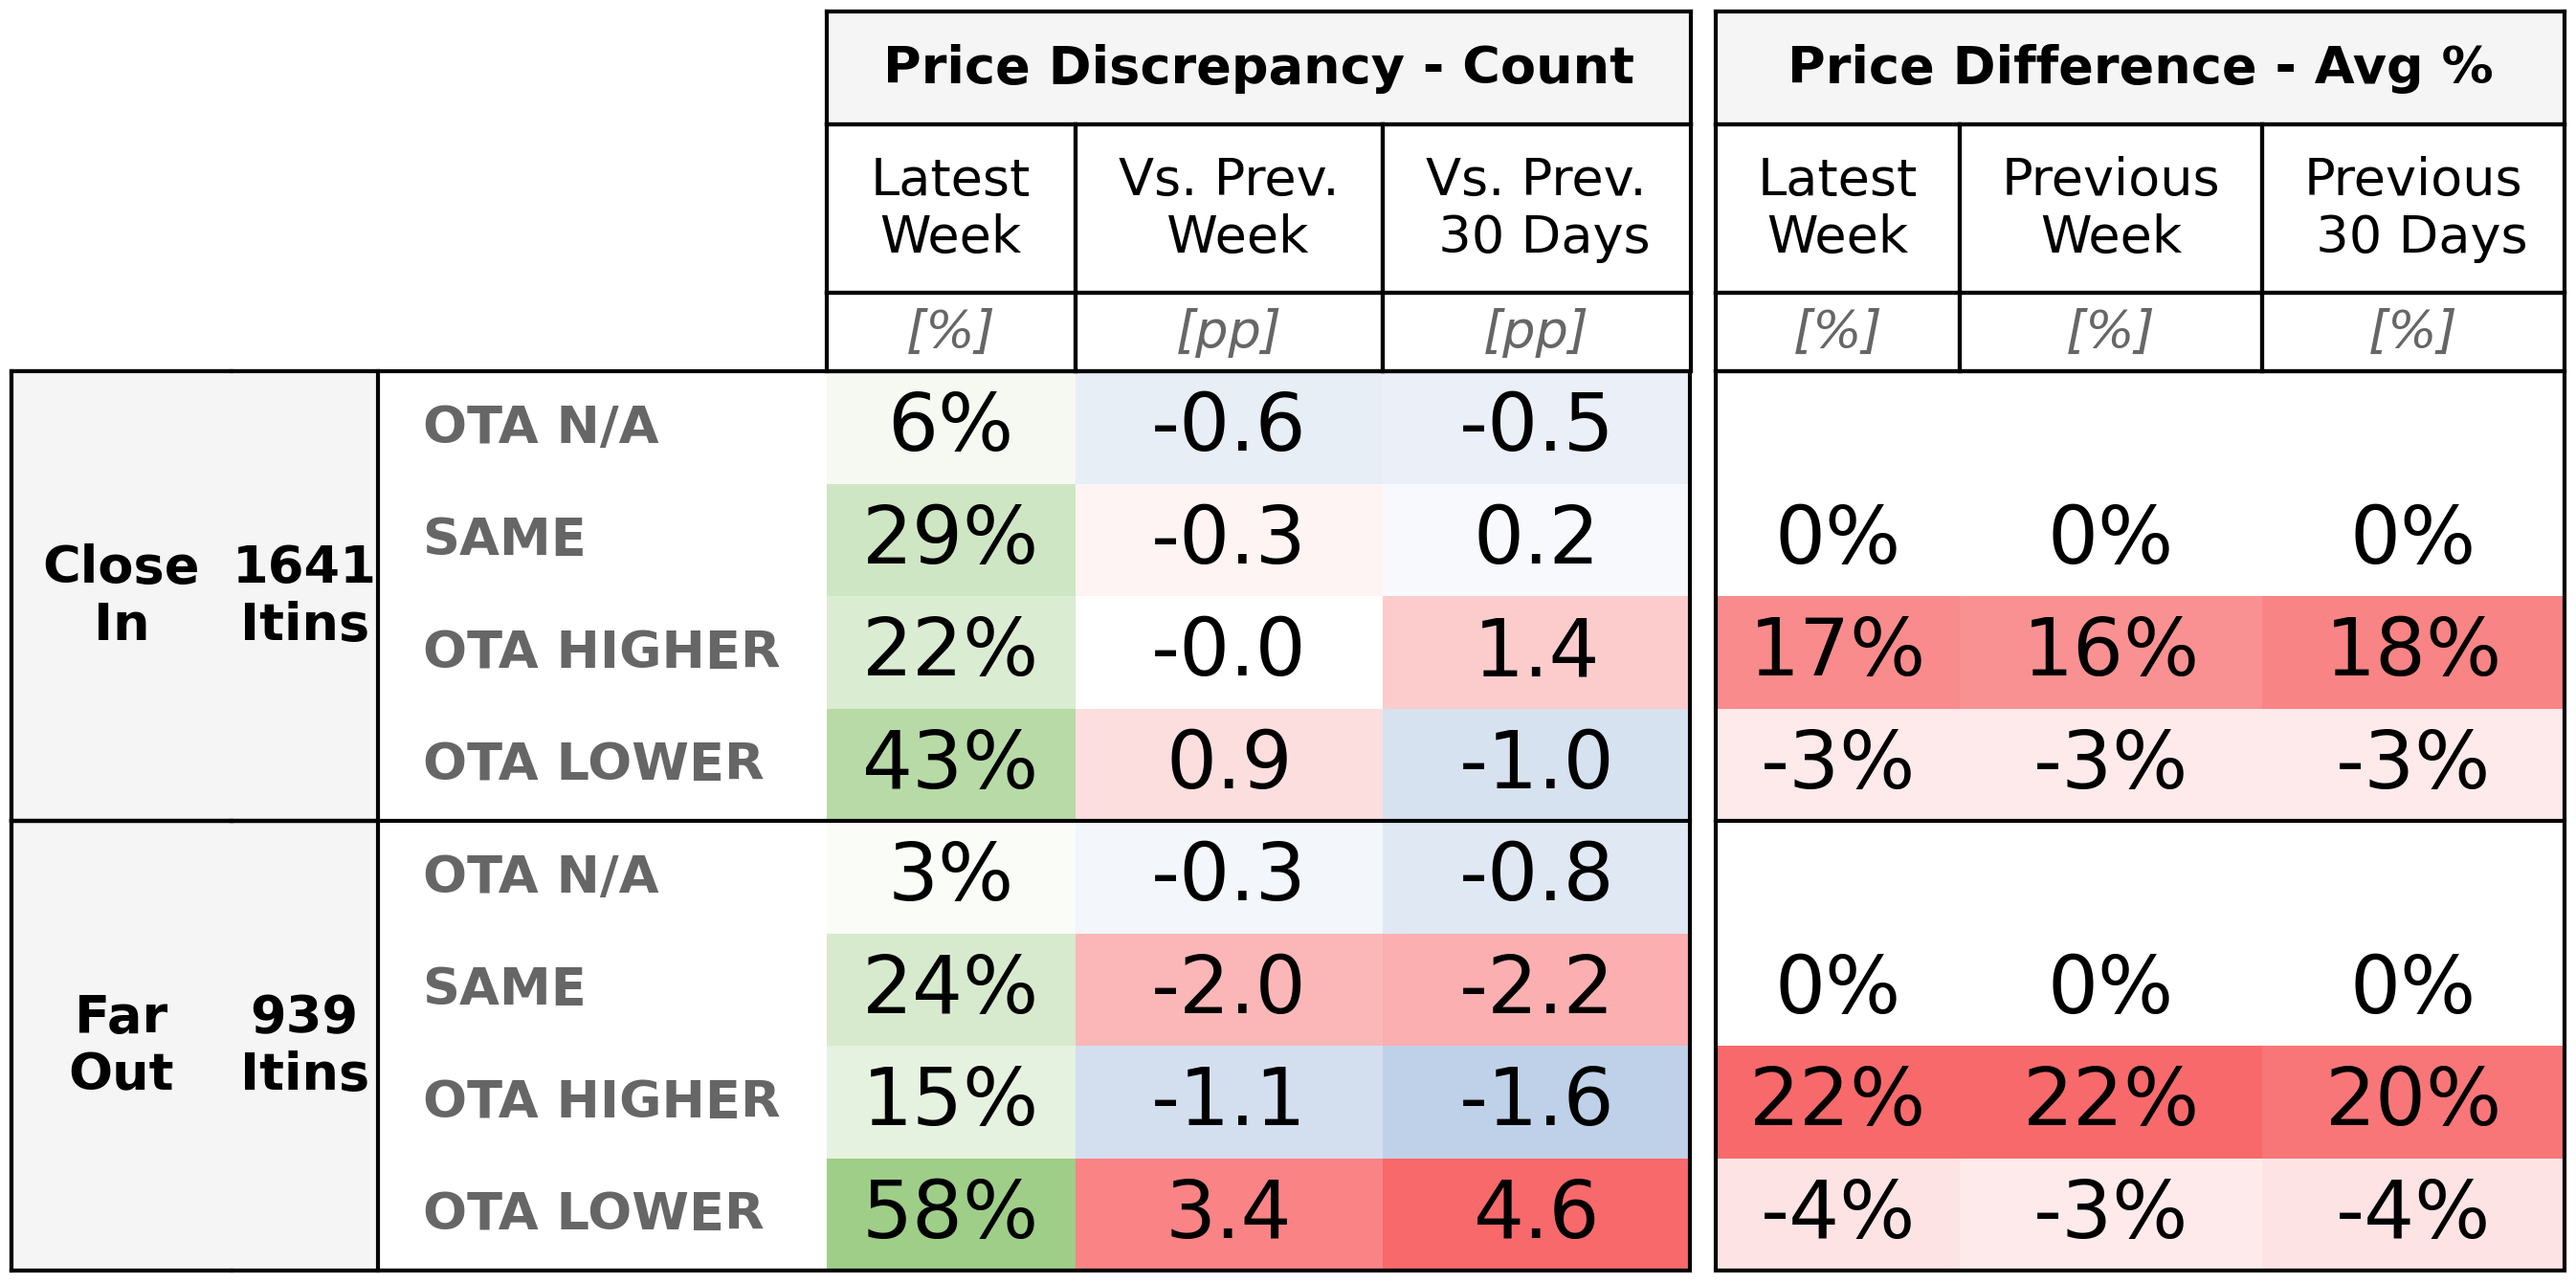 Price Discrepancy - Count Price Difference - Avg %
Latest Week Vs. Prev. Week Vs. Prev. 30 Days Latest Week Previous Week Previous 30 Days
[%] [pp] [pp] [%] [%] [%]
Close In 1641 Itins
OTA N/A 6% -0.6 -0.5
SAME 29% -0.3 0.2 0% 0% 0%
OTA HIGHER 22% -0.0 1.4 17% 16% 18%
OTA LOWER 43% 0.9 -1.0 -3% -3% -3%
Far Out 939 Itins
OTA N/A 3% -0.3 -0.8
SAME 24% -2.0 -2.2 0% 0% 0%
OTA HIGHER 15% -1.1 -1.6 22% 22% 20%
OTA LOWER 58% 3.4 4.6 -4% -3% -4%